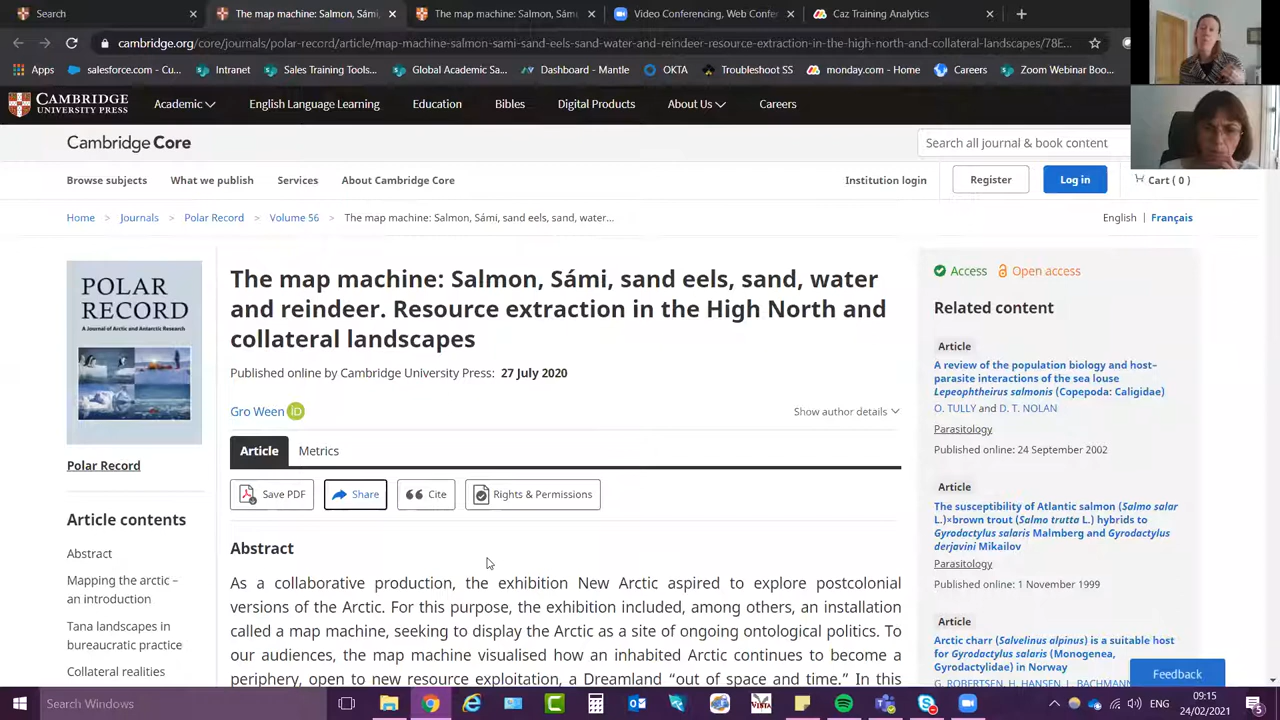 Search
The map machine: Salmon, Sámi,
The map machine: Salmon, Sámi
Video Conferencing, Web Confe
Caz Training Analytics
cambridge.org/core/journals/polar-record/article/map-machine-salmon-sami-sand-eels-sand-water-and-reindeer-resource-extraction-in-the-high-north-and-collateral-landscapes/78E...
Apps
salesforce.com - Cu...
Intranet
Sales Training Tools...
Global Academic Sa...
Dashboard - Mantle
OKTA
Troubleshoot SS
monday.com - Home
Careers
Zoom Webinar Boo...
CAMBRIDGE
UNIVERSITY PRESS
Academic
English Language Learning
Education
Bibles
Digital Products
About Us
Careers
Cambridge Core
Search all journal & book content
Browse subjects
What we publish
Services
About Cambridge Core
Institution login
Register
Log in
Cart ( 0 )
Home > Journals > Polar Record > Volume 56 > The map machine: Salmon, Sámi, sand eels, sand, water...
English | Français
POLAR
RECORD
A Journal of Arctic and Antarctic Research
Polar Record
Article contents
Abstract
Mapping the arctic –
an introduction
Tana landscapes in
bureaucratic practice
Collateral realities
The map machine: Salmon, Sámi, sand eels, sand, water
and reindeer. Resource extraction in the High North and
collateral landscapes
Published online by Cambridge University Press: 27 July 2020
Gro Ween iD
Show author details
Article
Metrics
Save PDF
Share
Cite
Rights & Permissions
Abstract
As a collaborative production, the exhibition New Arctic aspired to explore postcolonial
versions of the Arctic. For this purpose, the exhibition included, among others, an installation
called a map machine, seeking to display the Arctic as a site of ongoing ontological politics. To
our audiences, the map machine visualised how an inhabited Arctic continues to become a
periphery, open to new resource exploitation, a Dreamland “out of space and time.” In this
Access
Open access
Related content
Article
A review of the population biology and host–
parasite interactions of the sea louse
Lepeophtheirus salmonis (Copepoda: Caligidae)
O. TULLY and D. T. NOLAN
Parasitology
Published online: 24 September 2002
Article
The susceptibility of Atlantic salmon (Salmo salar
L.)×brown trout (Salmo trutta L.) hybrids to
Gyrodactylus salaris Malmberg and Gyrodactylus
derjavini Mikailov
Parasitology
Published online: 1 November 1999
Article
Arctic charr (Salvelinus alpinus) is a suitable host
for Gyrodactylus salaris (Monogenea,
Gyrodactylidae) in Norway
G. ROBERTSEN, H. HANSEN, L. BACHMANN
Feedback
Search Windows
ENG
09:15
24/02/2021
5